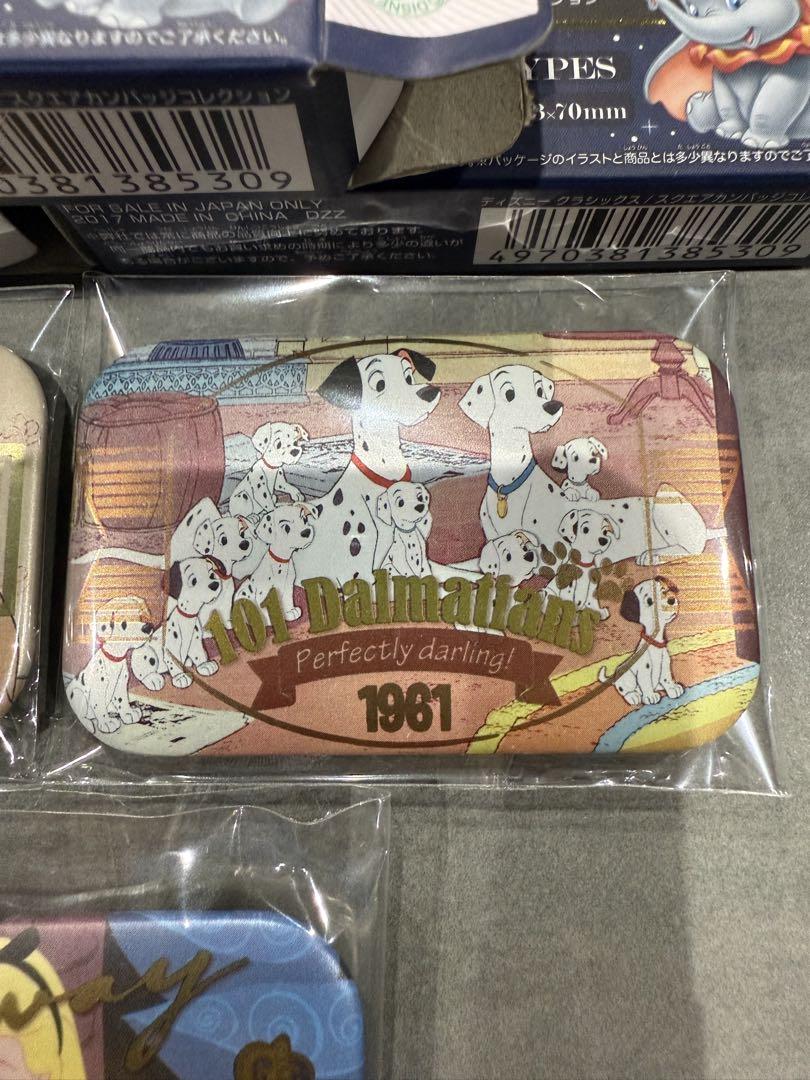 多少異なりますのでご了承ください。
スクエアカンバッジコレクション
0381385309
FOR SALE IN JAPAN ONLY
2017 MADE IN CHINA DZZ
YPES
×70mm
※パッケージのイラストと商品とは多少異なりますのでご了
ディズニー クラシックス/スクエアカンバッジコレ
4970381385309
101 Dalmatians
Perfectly darling!
1961
way